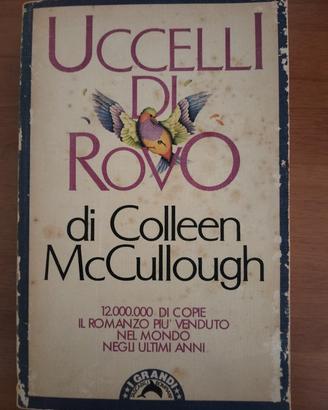 UCCELLI
DI
ROVO
di Colleen
McCullough
12.000.000 DI COPIE
IL ROMANZO PIU' VENDUTO
NEL MONDO
NEGLI ULTIMI ANNI
I GRANDI